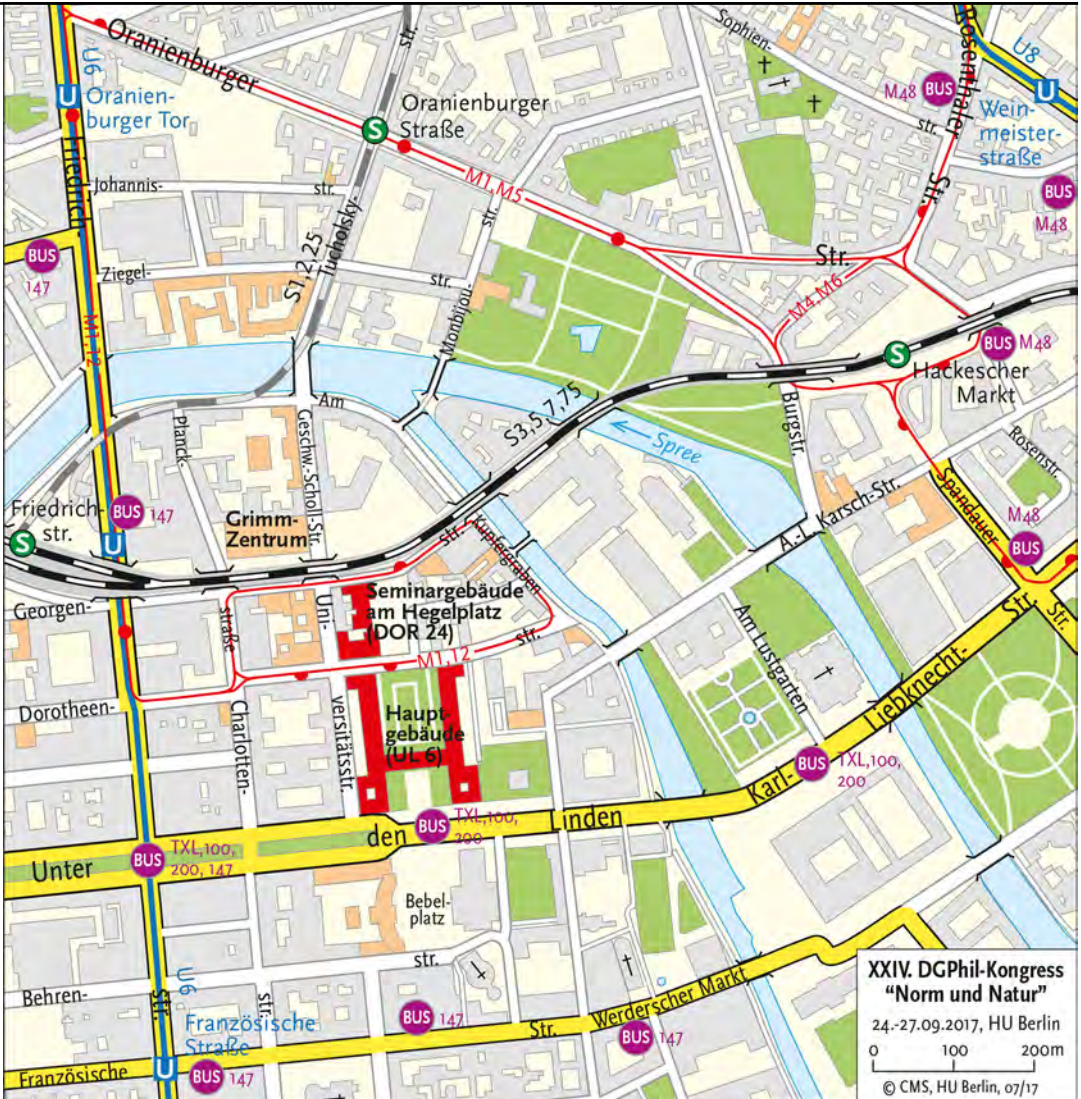 Oranienburger
str.
Sophien-
Rosenthaler
U8
U6
U
Oranien-
burger Tor
Oranienburger
Straße
S
M48
BUS
U
Wein-
meister-
straße
str.
Friedrich-
Johannis-
str.
M1,M5
str.
Str.
BUS
M48
BUS
147
Ziegel-
str.
S1,2,25
Tucholsky-
Monbijou-
Str.
M4,M6
M1,12
S
BUS
M48
Hackescher
Markt
Am
Planck-
Geschw.-Scholl-Str.
S3,5,7,75
← Spree
Burgstr.
Rosenstr.
Friedrich-
str.
S
BUS
147
U
Grimm-
Zentrum
str.
Kupfergraben
A.-L.
Karsch-Str.
Spandauer
M48
BUS
Georgen-
straße
Uni-
Seminargebäude
am Hegelplatz
(DOR 24)
str.
Am Lustgarten
Str.
Str.
M1,12
Dorotheen-
Charlotten-
versitätsstr.
Haupt-
gebäude
(UL 6)
Karl-
Liebknecht-
BUS
TXL,100,
200
Unter
den
Linden
BUS
TXL,100,
200
BUS
TXL,100,
200, 147
Bebel-
platz
Behren-
str.
U6
Str.
str.
Französische
Straße
U
BUS
147
BUS
147
Werderscher Markt
BUS
147
Französische
Str.
XXIV. DGPhil-Kongress
"Norm und Natur"
24.-27.09.2017, HU Berlin
0 100 200m
© CMS, HU Berlin, 07/17